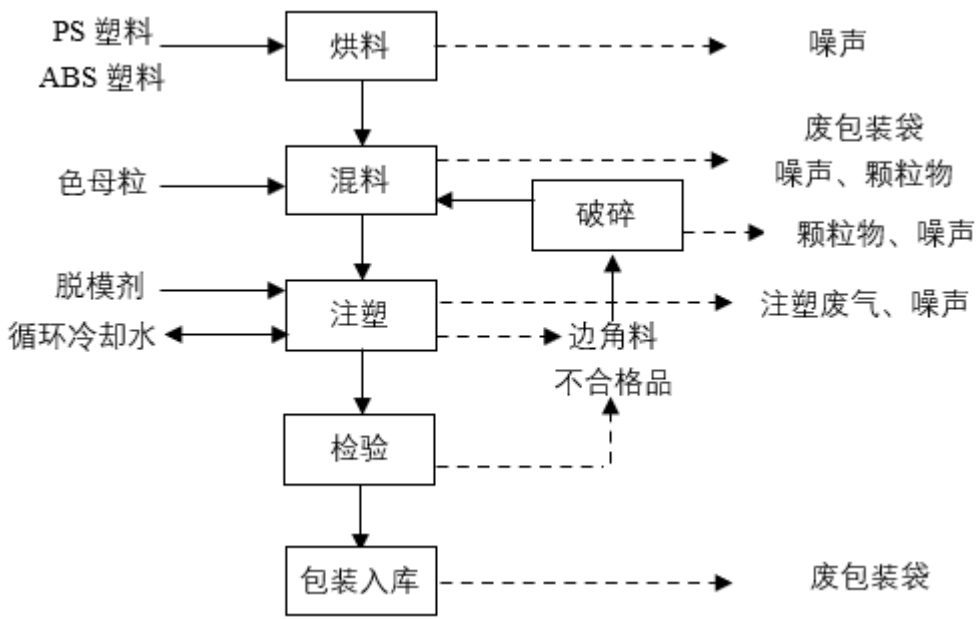 PS 塑料
ABS 塑料
烘料
噪声
废包装袋
噪声、颗粒物
色母粒
混料
破碎
颗粒物、噪声
脱模剂
循环冷却水
注塑
注塑废气、噪声
边角料
不合格品
检验
包装入库
废包装袋